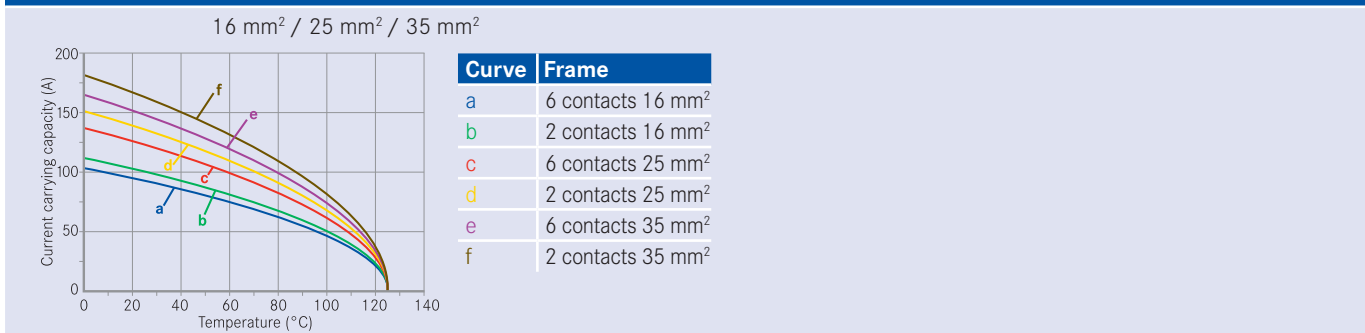 16 mm² / 25 mm² / 35 mm²
Current carrying capacity (A)
200
150
100
50
0
f
e
d
c
b
a
0 20 40 60 80 100 120 140
Temperature (°C)
Curve Frame
a 6 contacts 16 mm²
b 2 contacts 16 mm²
c 6 contacts 25 mm²
d 2 contacts 25 mm²
e 6 contacts 35 mm²
f 2 contacts 35 mm²